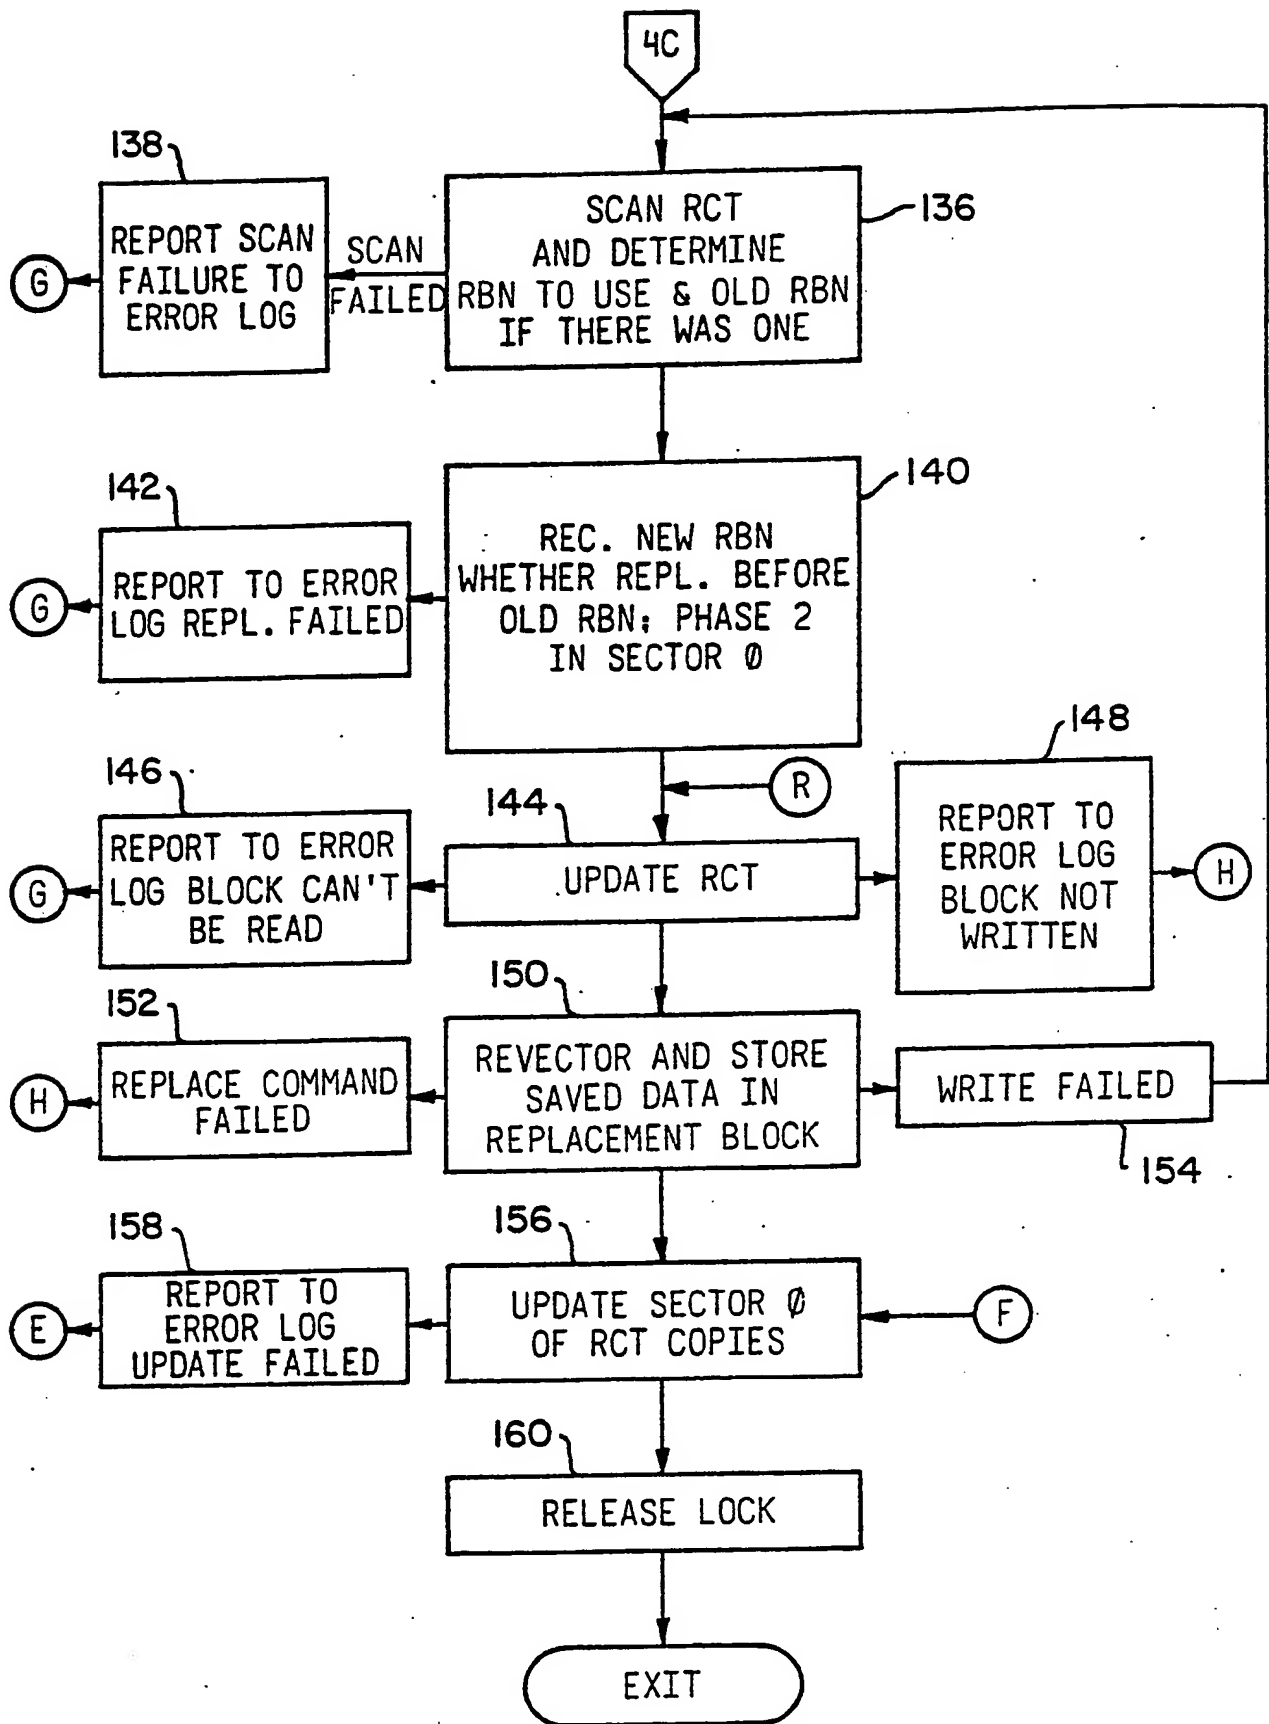 4C
138
REPORT SCAN
FAILURE TO
ERROR LOG
G
SCAN
FAILED
SCAN RCT
AND DETERMINE
RBN TO USE & OLD RBN
IF THERE WAS ONE
136
142
REPORT TO ERROR
LOG REPL. FAILED
G
REC. NEW RBN
WHETHER REPL. BEFORE
OLD RBN; PHASE 2
IN SECTOR Ø
140
R
146
REPORT TO ERROR
LOG BLOCK CAN'T
BE READ
G
144
UPDATE RCT
148
REPORT TO
ERROR LOG
BLOCK NOT
WRITTEN
H
152
REPLACE COMMAND
FAILED
H
150
REVECTOR AND STORE
SAVED DATA IN
REPLACEMENT BLOCK
WRITE FAILED
154
158
REPORT TO
ERROR LOG
UPDATE FAILED
E
156
UPDATE SECTOR Ø
OF RCT COPIES
F
160
RELEASE LOCK
EXIT